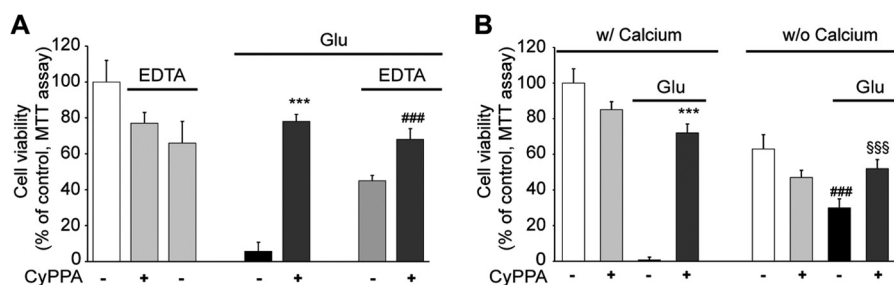 A
B
Glu
w/ Calcium
w/o Calcium
EDTA
EDTA
Glu
Glu
Cell viability
(% of control, MTT assay)
120
100
80
60
40
20
0
***
###
CyPPA - + - - + - +
Cell viability
(% of control, MTT assay)
120
100
80
60
40
20
0
***
###
§§§
CyPPA - + - + - + - +